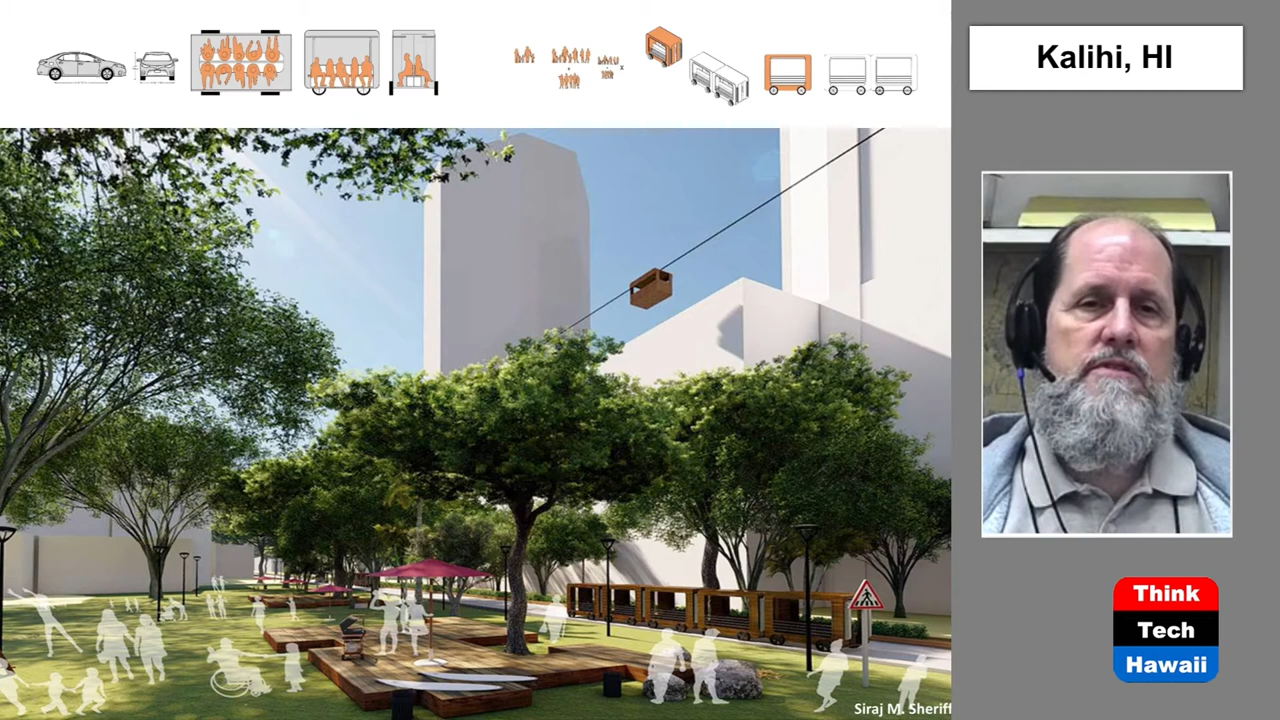 Kalihi, HI
Think
Tech
Hawaii
Siraj M. Sheriff